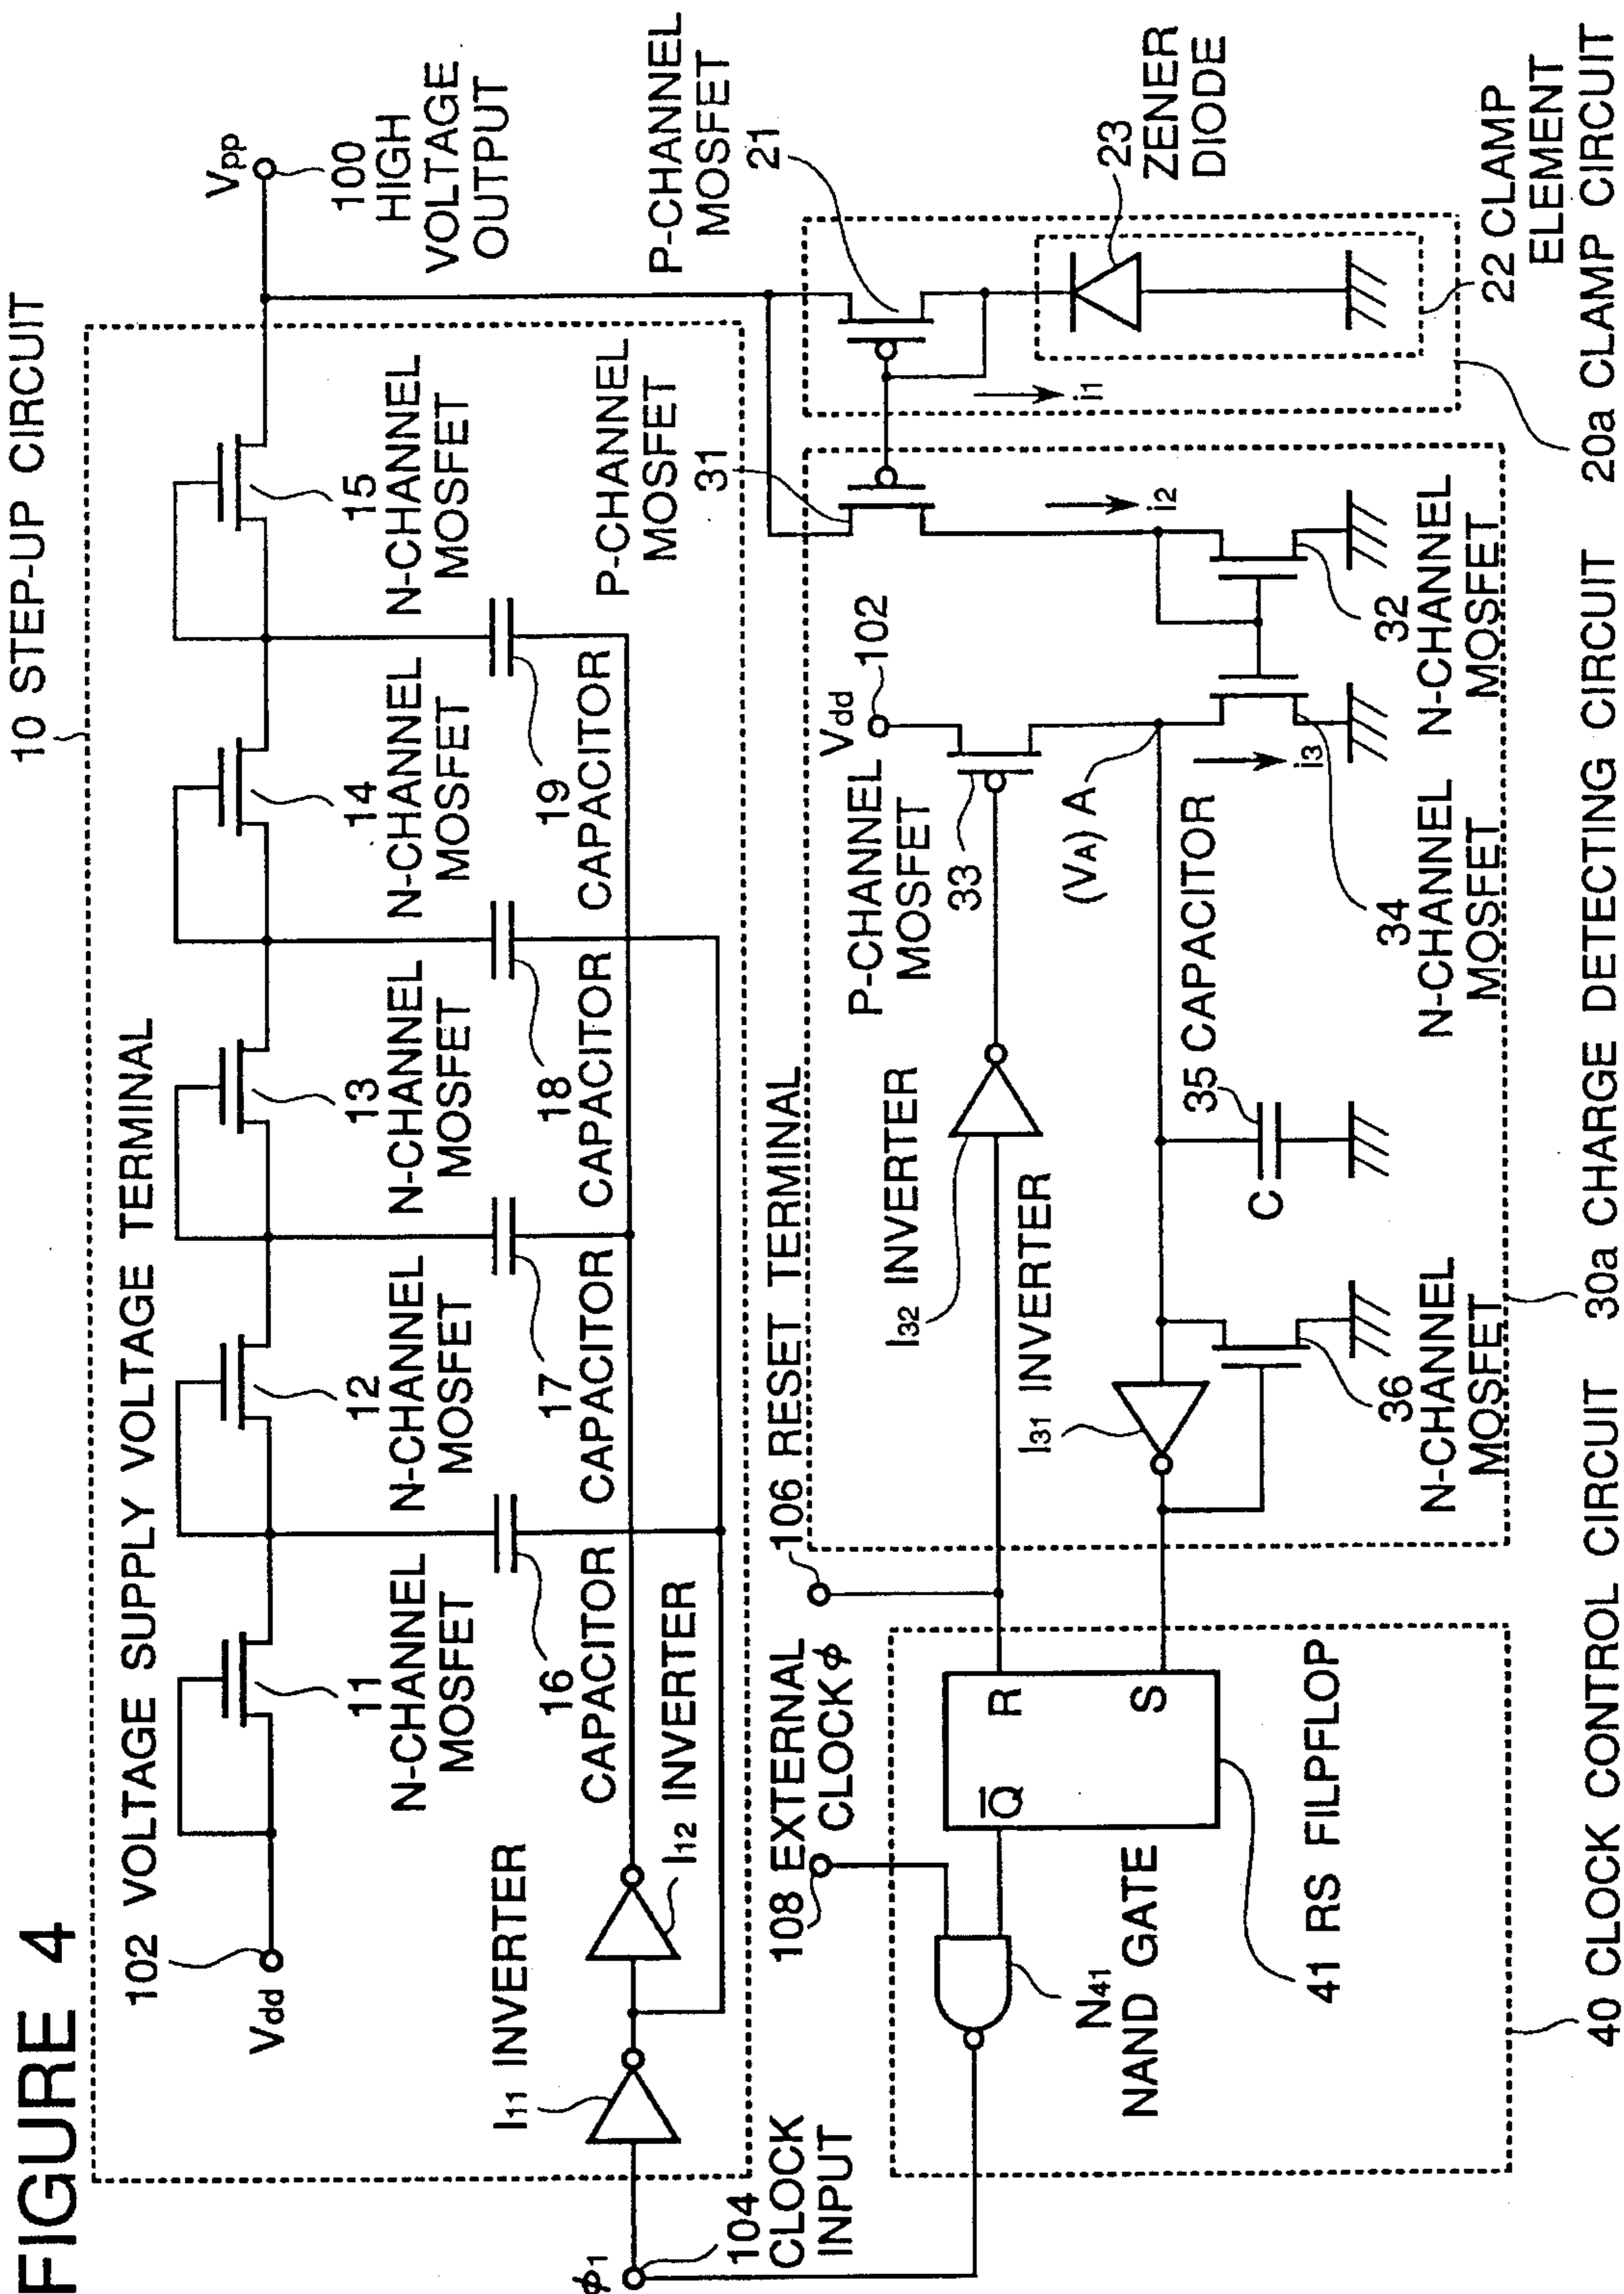 FIGURE 4
10 STEP-UP CIRCUIT
102 VOLTAGE SUPPLY VOLTAGE TERMINAL
Vdd
11
N-CHANNEL
MOSFET
12
N-CHANNEL
MOSFET
13
N-CHANNEL
MOSFET
14
N-CHANNEL
MOSFET
15
N-CHANNEL
MOSFET
Vpp
100
HIGH
VOLTAGE
OUTPUT
16
CAPACITOR
17
CAPACITOR
18
CAPACITOR
19
CAPACITOR
I11 INVERTER
I12 INVERTER
ϕ1
104
CLOCK
INPUT
P-CHANNEL
MOSFET
31
P-CHANNEL
MOSFET
21
108 EXTERNAL
CLOCK ϕ
106 RESET TERMINAL
P-CHANNEL
MOSFET
33
Vdd
102
I32 INVERTER
(VA) A
i1
i2
i3
23
ZENER
DIODE
N41
NAND GATE
Q̅
R
S
41 RS FILPFLOP
I31 INVERTER
35 CAPACITOR
C
36
N-CHANNEL
MOSFET
34
N-CHANNEL
MOSFET
32
N-CHANNEL
MOSFET
22 CLAMP
ELEMENT
40 CLOCK CONTROL CIRCUIT
30a CHARGE DETECTING CIRCUIT
20a CLAMP CIRCUIT